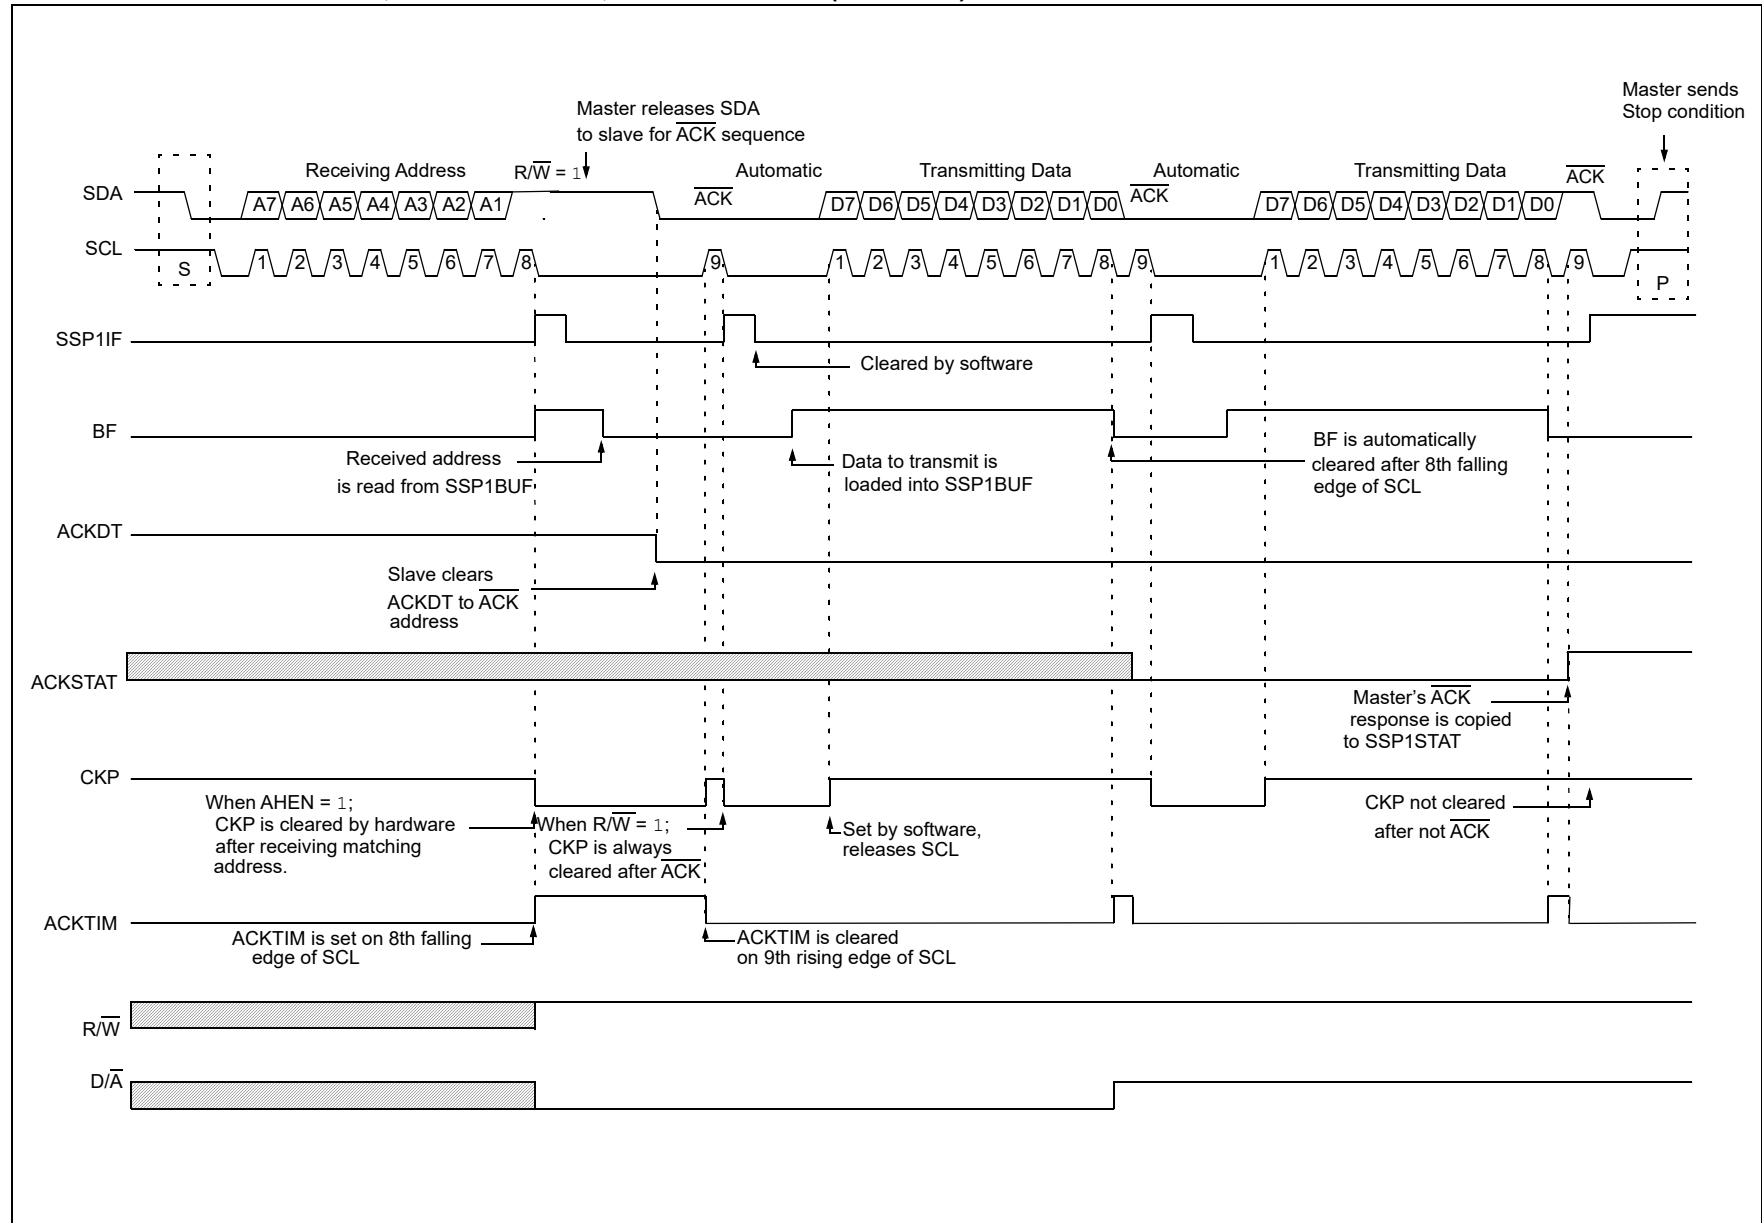 Master sends
Stop condition
Master releases SDA
to slave for ACK sequence
Receiving Address
R/W = 1
Automatic
Transmitting Data
Automatic
Transmitting Data
ACK
SDA
A7 A6 A5 A4 A3 A2 A1
ACK
D7 D6 D5 D4 D3 D2 D1 D0
ACK
D7 D6 D5 D4 D3 D2 D1 D0
SCL
S
1 2 3 4 5 6 7 8
9
1 2 3 4 5 6 7 8 9
1 2 3 4 5 6 7 8 9
P
SSP1IF
Cleared by software
BF
Received address
is read from SSP1BUF
Data to transmit is
loaded into SSP1BUF
BF is automatically
cleared after 8th falling
edge of SCL
ACKDT
Slave clears
ACKDT to ACK
address
ACKSTAT
Master's ACK
response is copied
to SSP1STAT
CKP
When AHEN = 1;
CKP is cleared by hardware
after receiving matching
address.
When R/W = 1;
CKP is always
cleared after ACK
Set by software,
releases SCL
CKP not cleared
after not ACK
ACKTIM
ACKTIM is set on 8th falling
edge of SCL
ACKTIM is cleared
on 9th rising edge of SCL
R/W
D/A